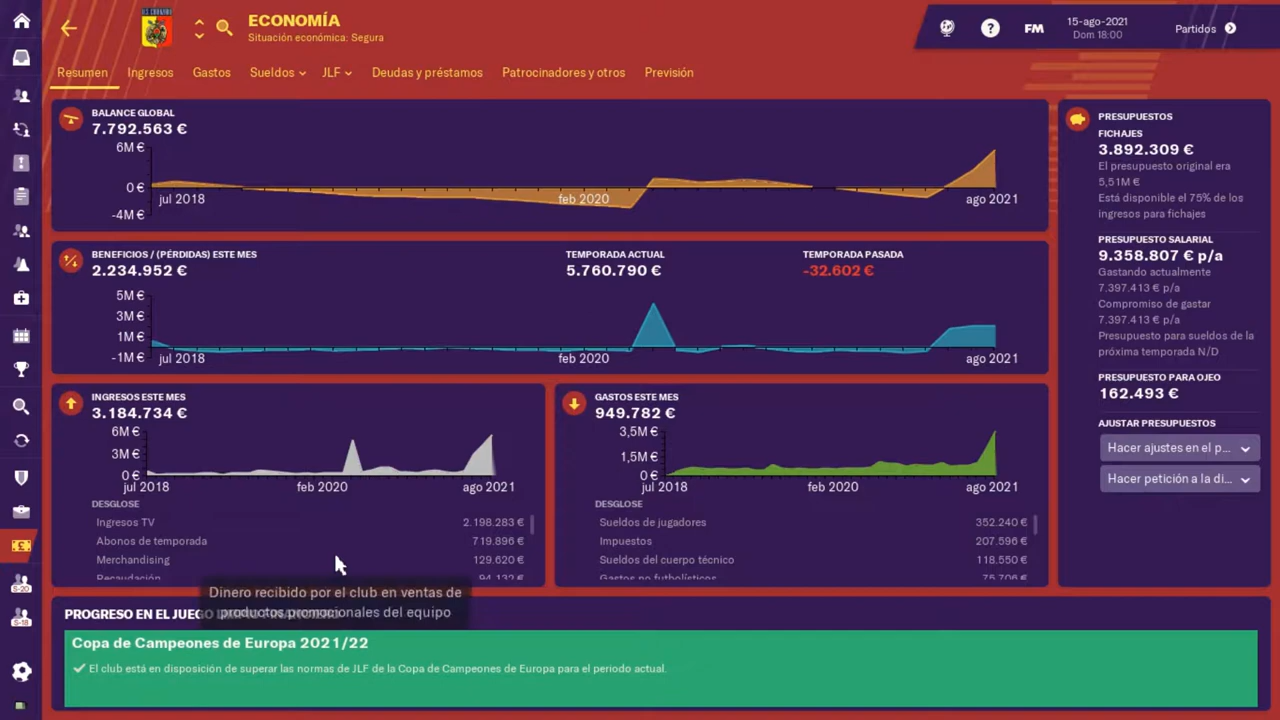 ECONOMÍA
Situación económica: Segura
?
FM
15-ago-2021
Dom 18:00
Partidos
Resumen
Ingresos
Gastos
Sueldos
JLF
Deudas y préstamos
Patrocinadores y otros
Previsión
BALANCE GLOBAL
7.792.563 €
6M €
0 €
-4M €
jul 2018
feb 2020
ago 2021
BENEFICIOS / (PÉRDIDAS) ESTE MES
2.234.952 €
TEMPORADA ACTUAL
5.760.790 €
TEMPORADA PASADA
-32.602 €
5M €
3M €
1M €
-1M €
jul 2018
feb 2020
ago 2021
INGRESOS ESTE MES
3.184.734 €
6M €
3M €
0 €
jul 2018
feb 2020
ago 2021
DESGLOSE
Ingresos TV 2.198.283 €
Abonos de temporada 719.896 €
Merchandising 129.620 €
Recaudación 94.132 €
GASTOS ESTE MES
949.782 €
3,5M €
1,5M €
0 €
jul 2018
feb 2020
ago 2021
DESGLOSE
Sueldos de jugadores 352.240 €
Impuestos 207.596 €
Sueldos del cuerpo técnico 118.550 €
Gastos no futbolísticos 75.706 €
PRESUPUESTOS
FICHAJES
3.892.309 €
El presupuesto original era
5,51M €
Está disponible el 75% de los
ingresos para fichajes
PRESUPUESTO SALARIAL
9.358.807 € p/a
Gastando actualmente
7.397.413 € p/a
Compromiso de gastar
7.397.413 € p/a
Presupuesto para sueldos de la
próxima temporada N/D
PRESUPUESTO PARA OJEO
162.493 €
AJUSTAR PRESUPUESTOS
Hacer ajustes en el p...
Hacer petición a la di...
Dinero recibido por el club en ventas de
productos promocionales del equipo
PROGRESO EN EL JUEGO
Copa de Campeones de Europa 2021/22
El club está en disposición de superar las normas de JLF de la Copa de Campeones de Europa para el periodo actual.
S-20
S-18